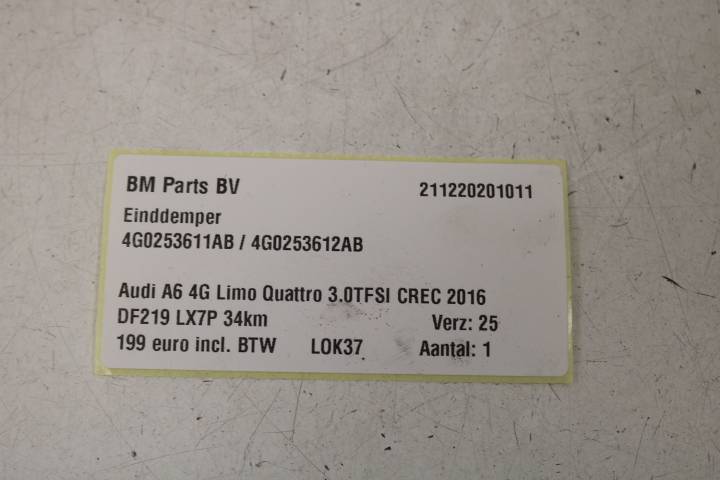 BM Parts BV 211220201011
Einddemper
4G0253611AB / 4G0253612AB
Audi A6 4G Limo Quattro 3.0TFSI CREC 2016
DF219 LX7P 34km Verz: 25
199 euro incl. BTW LOK37 Aantal: 1